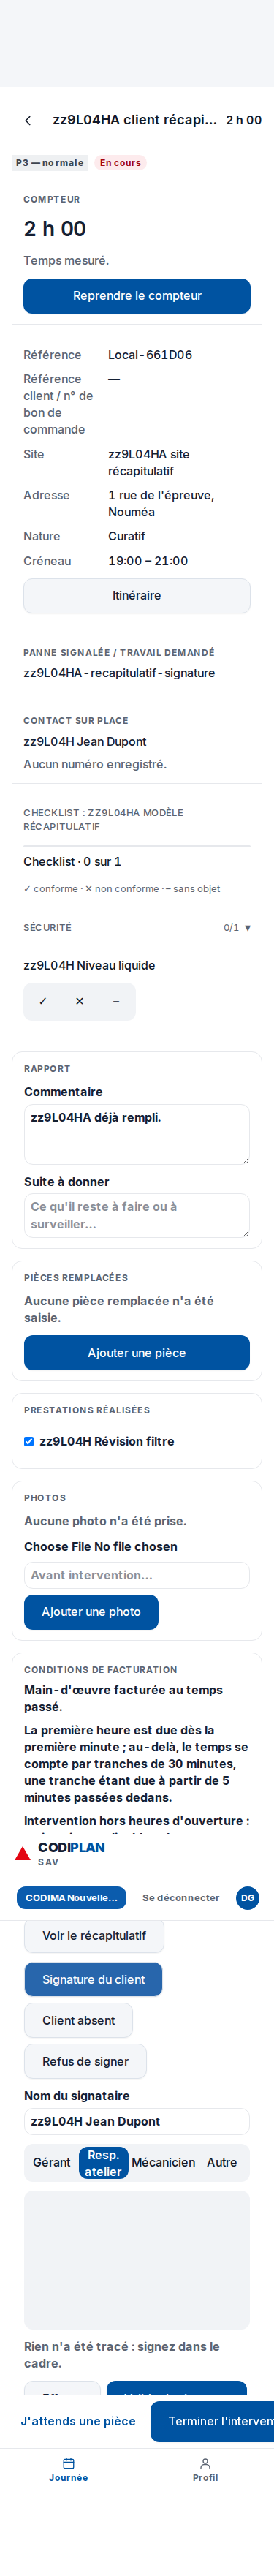 zz9L04HA client récapi... 2 h 00
P3 — normale En cours
COMPTEUR
2 h 00
Temps mesuré.
Reprendre le compteur
Référence Local-661D06
Référence —
client / n° de
bon de
commande
Site zz9L04HA site
récapitulatif
Adresse 1 rue de l'épreuve,
Nouméa
Nature Curatif
Créneau 19:00 – 21:00
Itinéraire
PANNE SIGNALÉE / TRAVAIL DEMANDÉ
zz9L04HA-recapitulatif-signature
CONTACT SUR PLACE
zz9L04H Jean Dupont
Aucun numéro enregistré.
CHECKLIST : ZZ9L04HA MODÈLE
RÉCAPITULATIF
Checklist · 0 sur 1
✓ conforme · ✕ non conforme · – sans objet
SÉCURITÉ 0/1 ▼
zz9L04H Niveau liquide
✓ ✕ –
RAPPORT
Commentaire
zz9L04HA déjà rempli.
Suite à donner
Ce qu'il reste à faire ou à
surveiller…
PIÈCES REMPLACÉES
Aucune pièce remplacée n'a été
saisie.
Ajouter une pièce
PRESTATIONS RÉALISÉES
zz9L04H Révision filtre
PHOTOS
Aucune photo n'a été prise.
Choose File No file chosen
Avant intervention…
Ajouter une photo
CONDITIONS DE FACTURATION
Main-d'œuvre facturée au temps
passé.
La première heure est due dès la
première minute ; au-delà, le temps se
compte par tranches de 30 minutes,
une tranche étant due à partir de 5
minutes passées dedans.
Intervention hors heures d'ouverture :
CODIPLAN
SAV
CODIMA Nouvelle... Se déconnecter DG
Voir le récapitulatif
Signature du client
Client absent
Refus de signer
Nom du signataire
zz9L04H Jean Dupont
Gérant Resp. atelier Mécanicien Autre
Rien n'a été tracé : signez dans le
cadre.
J'attends une pièce Terminer l'interven
Journée Profil